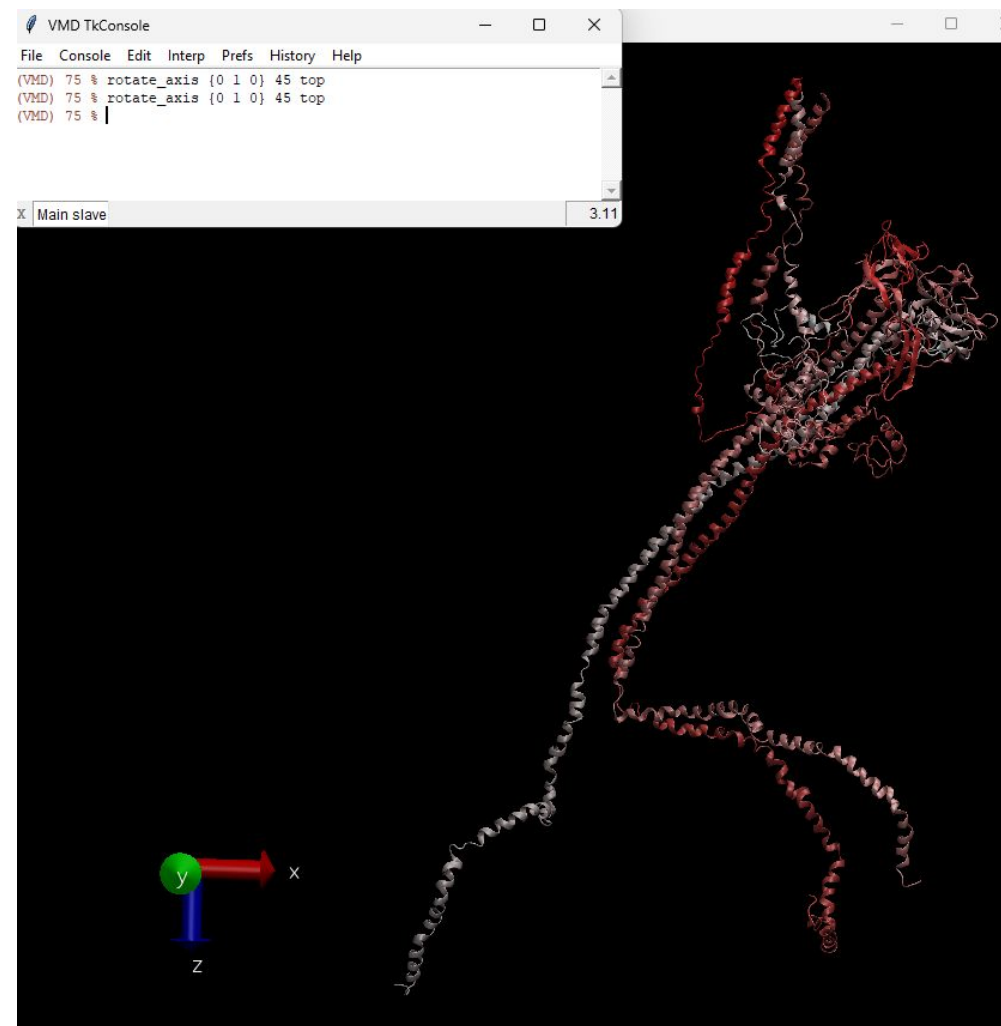 VMD TkConsole
File Console Edit Interp Prefs History Help
(VMD) 75 % rotate_axis {0 1 0} 45 top
(VMD) 75 % rotate_axis {0 1 0} 45 top
(VMD) 75 %
X Main slave 3.11
y x
z